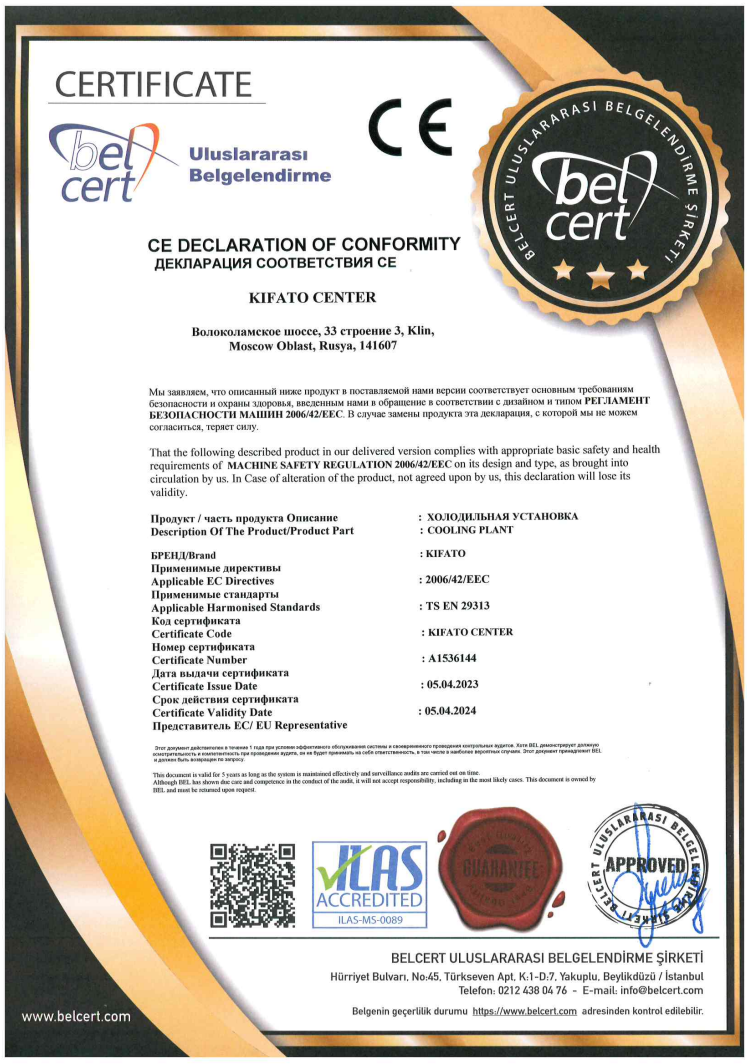 CERTIFICATE
CE
bel
cert
Uluslararası
Belgelendirme
BELCERT ULUSLARARASI BELGELENDİRME ŞİRKETİ
bel
cert
CE DECLARATION OF CONFORMITY
ДЕКЛАРАЦИЯ СООТВЕТСТВИЯ CE
KIFATO CENTER
Волоколамское шоссе, 33 строение 3, Klin,
Moscow Oblast, Rusya, 141607
Мы заявляем, что описанный ниже продукт в поставляемой нами версии соответствует основным требованиям
безопасности и охраны здоровья, введенным нами в обращение в соответствии с дизайном и типом РЕГЛАМЕНТ
БЕЗОПАСНОСТИ МАШИН 2006/42/EEC. В случае замены продукта эта декларация, с которой мы не можем
согласиться, теряет силу.
That the following described product in our delivered version complies with appropriate basic safety and health
requirements of MACHINE SAFETY REGULATION 2006/42/EEC on its design and type, as brought into
circulation by us. In Case of alteration of the product, not agreed upon by us, this declaration will lose its
validity.
Продукт / часть продукта Описание : ХОЛОДИЛЬНАЯ УСТАНОВКА
Description Of The Product/Product Part : COOLING PLANT
БРЕНД/Brand : KIFATO
Применимые директивы
Applicable EC Directives : 2006/42/EEC
Применимые стандарты
Applicable Harmonised Standards : TS EN 29313
Код сертификата
Certificate Code : KIFATO CENTER
Номер сертификата
Certificate Number : A1536144
Дата выдачи сертификата
Certificate Issue Date : 05.04.2023
Срок действия сертификата
Certificate Validity Date : 05.04.2024
Представитель EC/ EU Representative
Этот документ действителен в течение 1 года при условии эффективного обслуживания системы и своевременного проведения контрольных аудитов. Хотя BEL демонстрирует должную
осмотрительность и компетентность при проведении аудита, он не будет принимать на себя ответственность, в том числе в наиболее вероятных случаях. Этот документ принадлежит BEL
и должен быть возвращен по запросу.
This document is valid for 5 years as long as the system is maintained effectively and surveillance audits are carried out on time.
Although BEL has shown due care and competence in the conduct of the audit, it will not accept responsibility, including in the most likely cases. This document is owned by
BEL and must be returned upon request.
ILAS
ACCREDITED
ILAS-MS-0089
GUARANTEE
BELCERT ULUSLARARASI BELGELENDİRME ŞİRKETİ
APPROVED
BELCERT ULUSLARARASI BELGELENDİRME ŞİRKETİ
Hürriyet Bulvarı, No:45, Türkseven Apt, K:1-D:7, Yakuplu, Beylikdüzü / İstanbul
Telefon: 0212 438 04 76 - E-mail: info@belcert.com
www.belcert.com
Belgenin geçerlilik durumu https://www.belcert.com adresinden kontrol edilebilir.